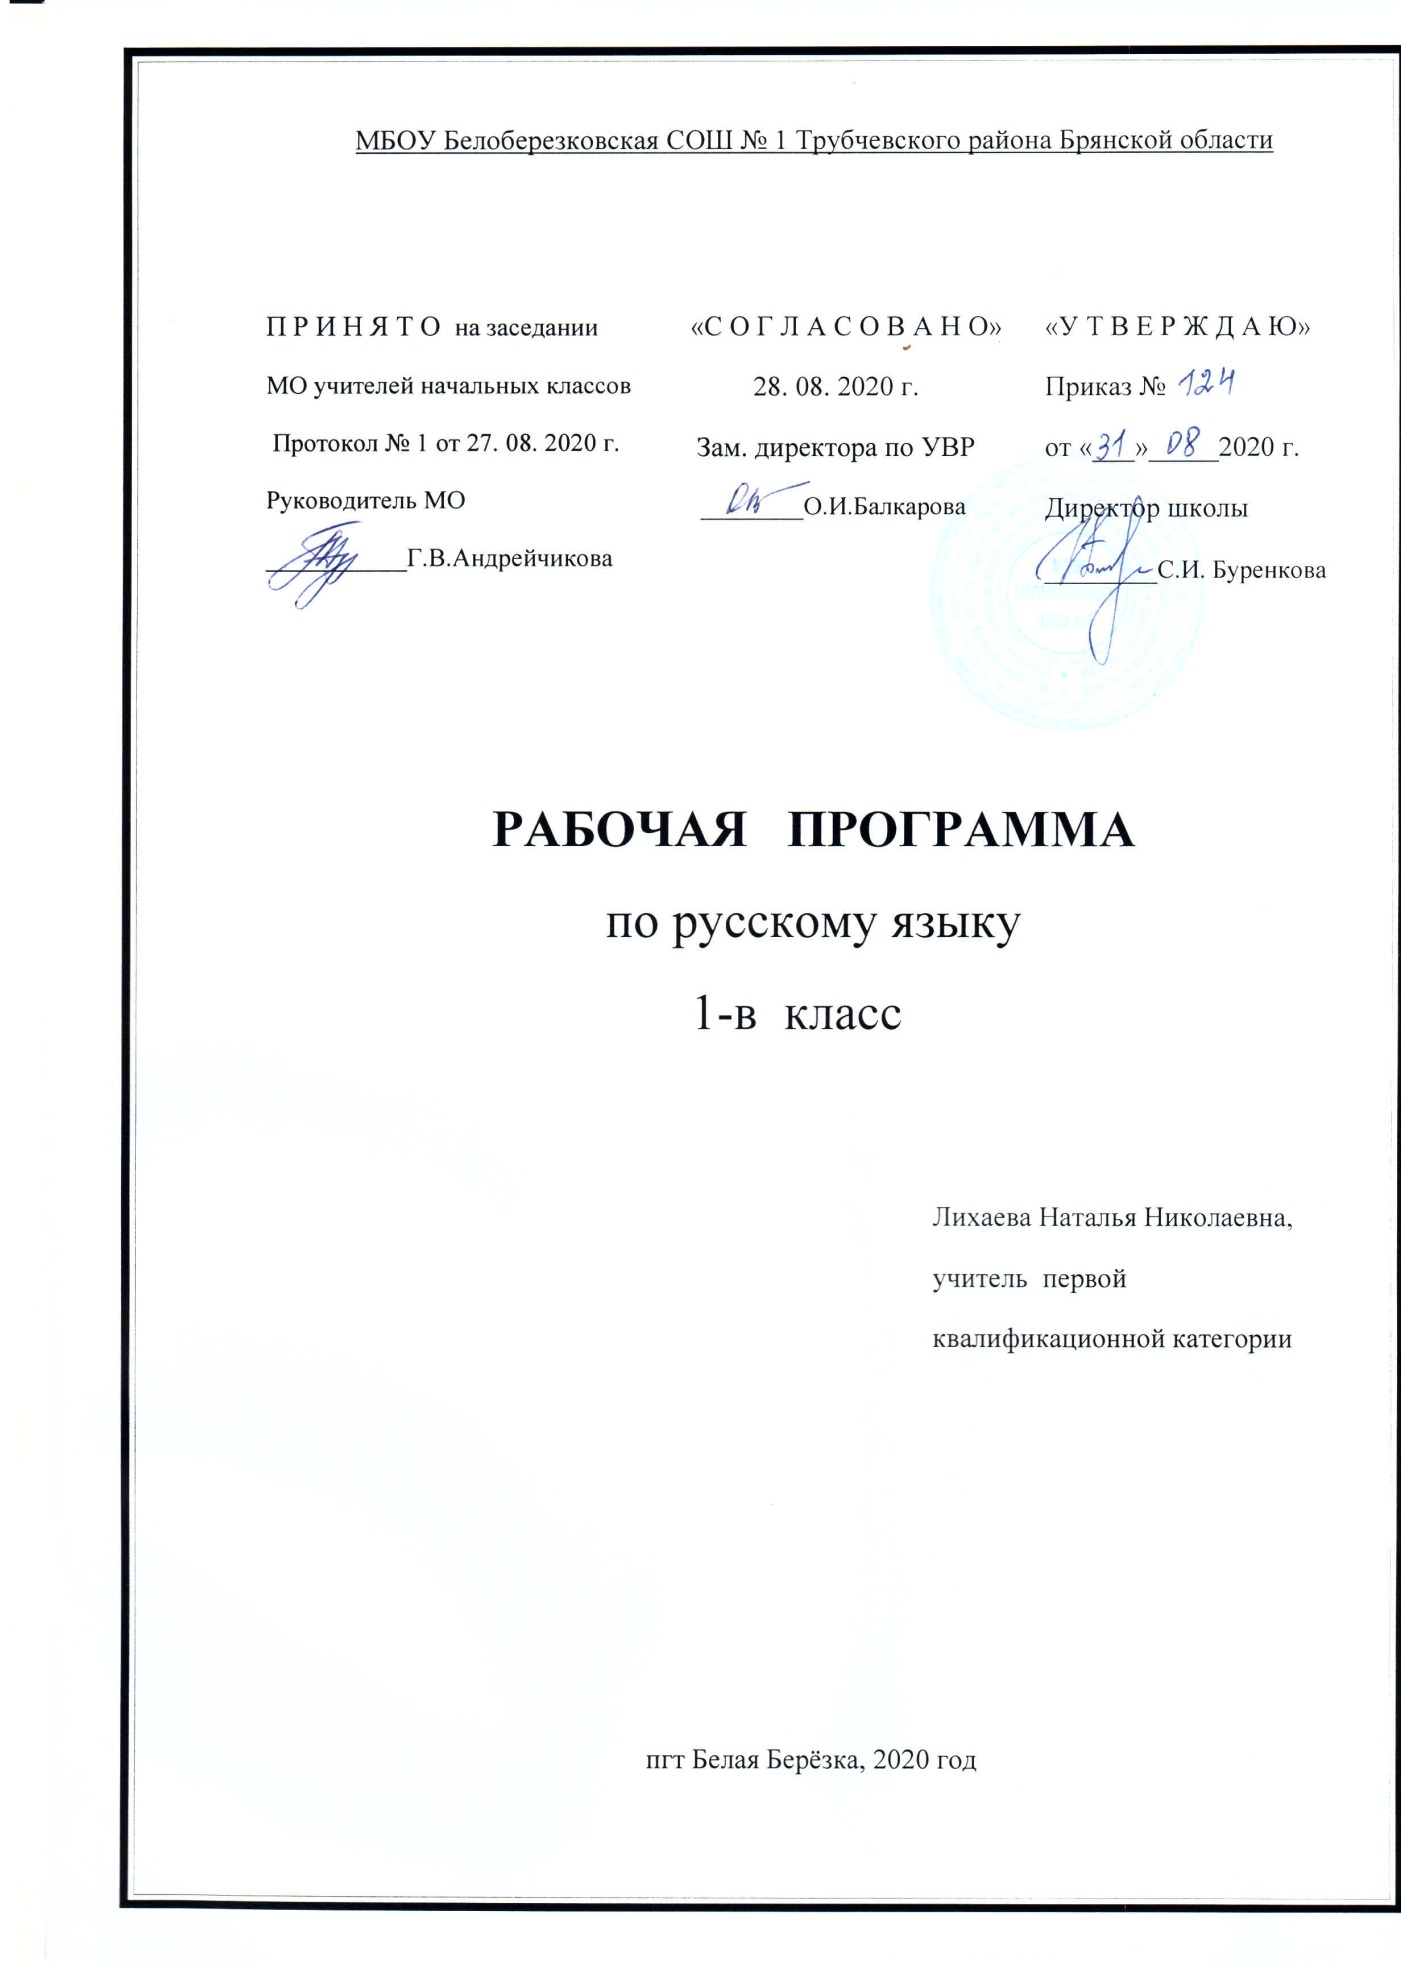 МБОУ Белоберезковская СОШ № 1 Трубчевского района Брянской области
П Р И Н Я Т О на заседании
МО учителей начальных классов
Протокол № 1 от 27. 08. 2020 г.
Руководитель МО
____________Г.В.Андрейчикова
«С О Г Л А С О В А Н О»
28. 08. 2020 г.
Зам. директора по УВР
________О.И.Балкарова
«У Т В Е Р Ж Д А Ю»
Приказ № 124
от «31» 08 2020 г.
Директор школы
_________С.И. Буренкова
РАБОЧАЯ ПРОГРАММА
по русскому языку
1-в класс
Лихаева Наталья Николаевна,
учитель первой
квалификационной категории
пгт Белая Берёзка, 2020 год